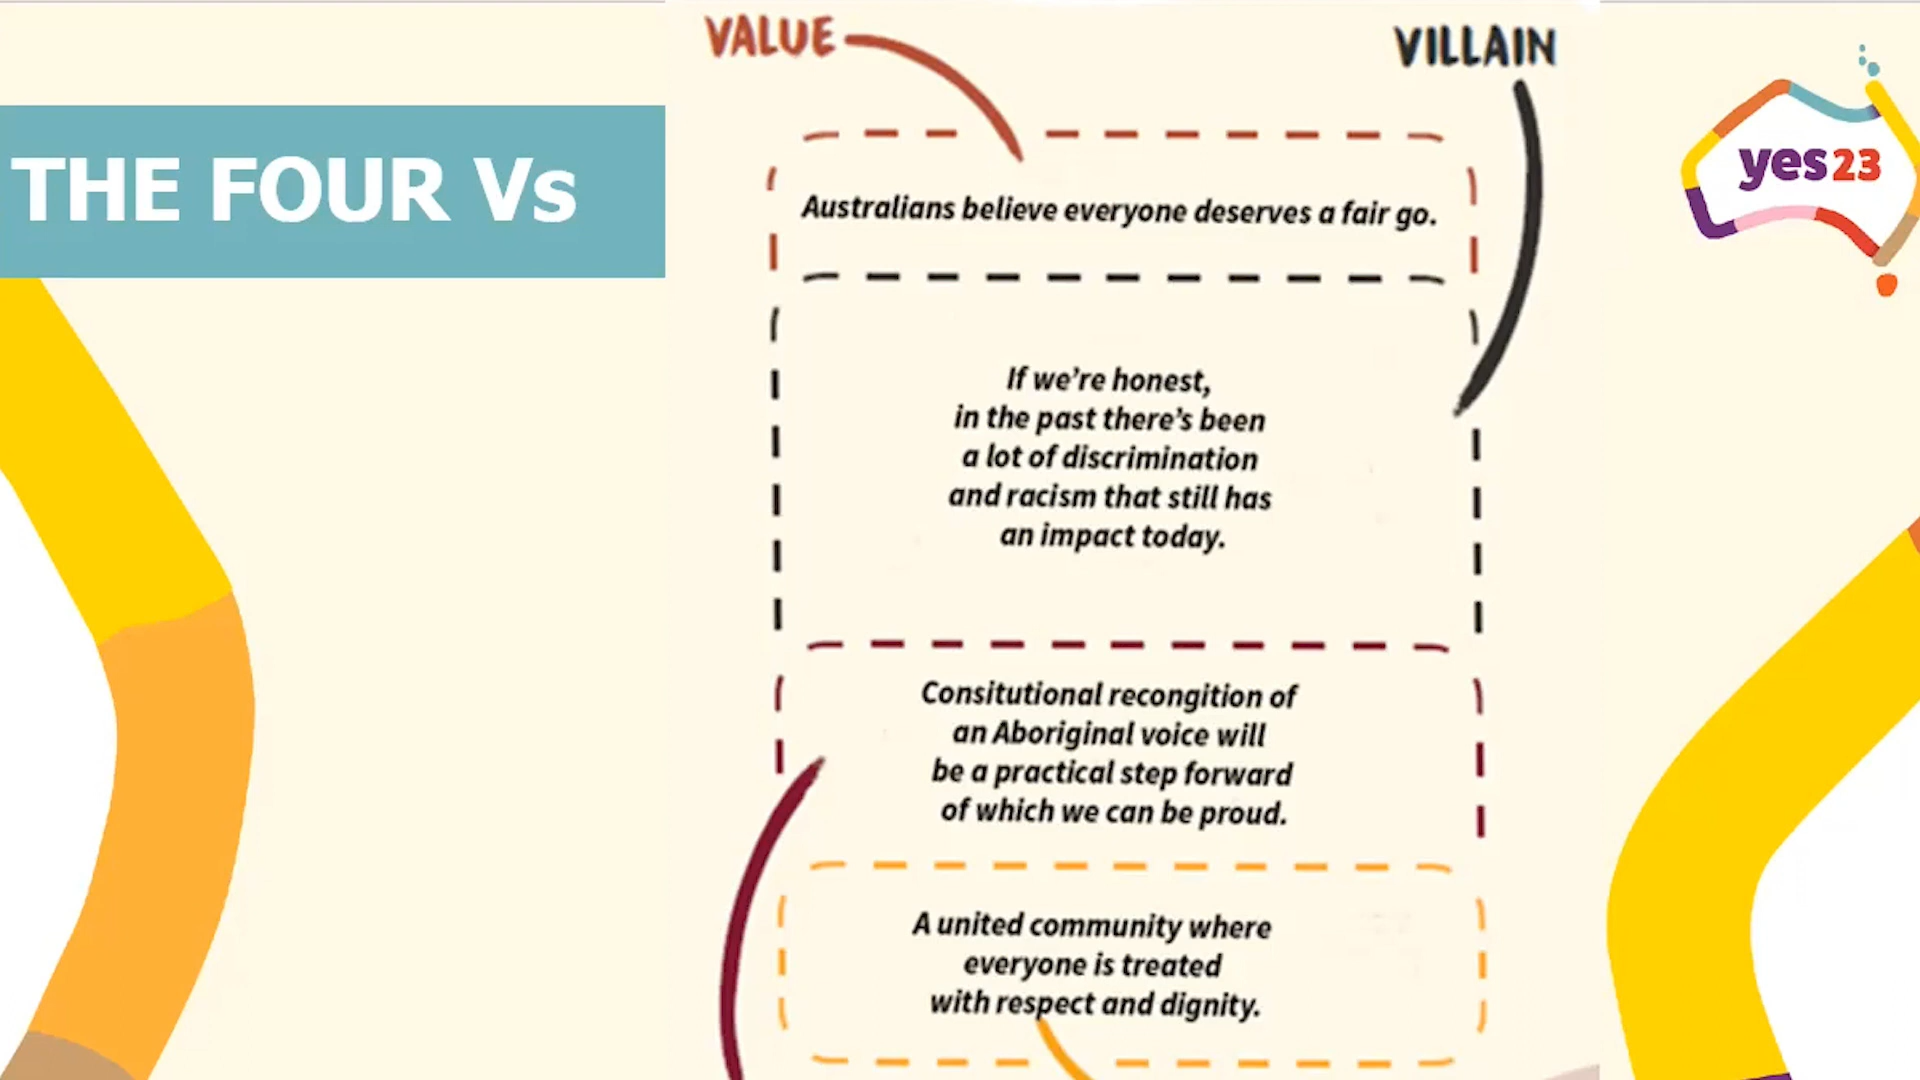 VALUE
VILLAIN
THE FOUR Vs
yes23
Australians believe everyone deserves a fair go.
If we're honest,
in the past there's been
a lot of discrimination
and racism that still has
an impact today.
Consitutional recongition of
an Aboriginal voice will
be a practical step forward
of which we can be proud.
A united community where
everyone is treated
with respect and dignity.